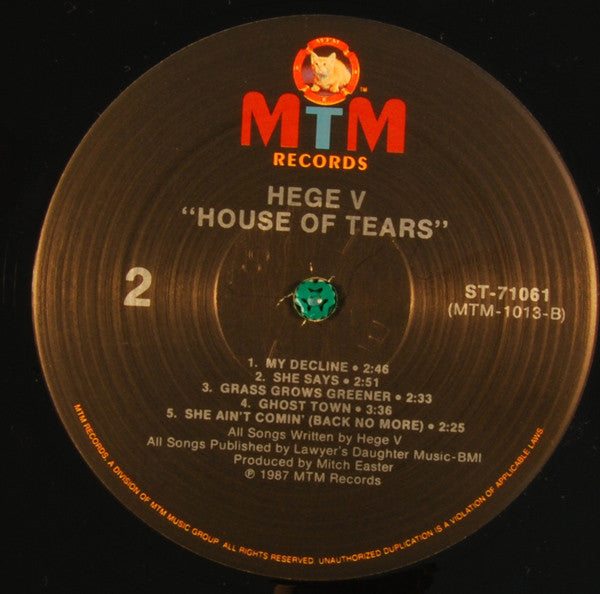 MTM
MTM
™
RECORDS
HEGE V
"HOUSE OF TEARS"
2
ST-71061
(MTM-1013-B)
1. MY DECLINE • 2:46
2. SHE SAYS • 2:51
3. GRASS GROWS GREENER • 2:33
4. GHOST TOWN • 3:36
5. SHE AIN'T COMIN' (BACK NO MORE) • 2:25
All Songs Written by Hege V
All Songs Published by Lawyer's Daughter Music-BMI
Produced by Mitch Easter
℗ 1987 MTM Records
MTM RECORDS, A DIVISION OF MTM MUSIC GROUP. ALL RIGHTS RESERVED. UNAUTHORIZED DUPLICATION IS A VIOLATION OF APPLICABLE LAWS